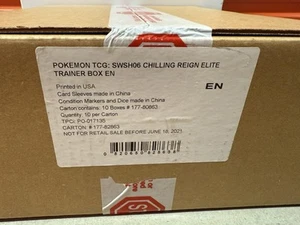 POKEMON TCG: SWSH06 CHILLING REIGN ELITE
TRAINER BOX EN
Printed in USA
EN
Card Sleeves made in China
Condition Markers and Dice made in China
Carton contains: 10 Boxes # 177-80863
Quantity: 10 per Carton
TPCi: PO-017135
CARTON # 177-82863
NOT FOR RETAIL SALE BEFORE JUNE 18, 2021